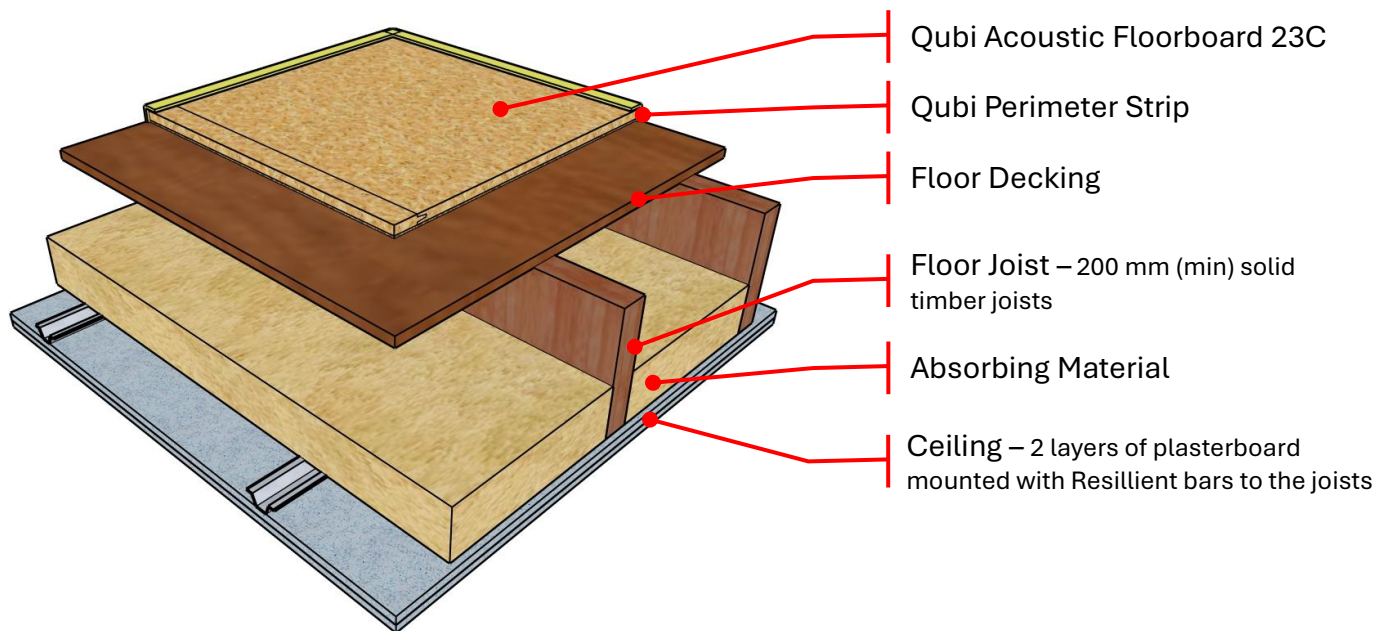 Qubi Acoustic Floorboard 23C
Qubi Perimeter Strip
Floor Decking
Floor Joist – 200 mm (min) solid
timber joists
Absorbing Material
Ceiling – 2 layers of plasterboard
mounted with Resillient bars to the joists